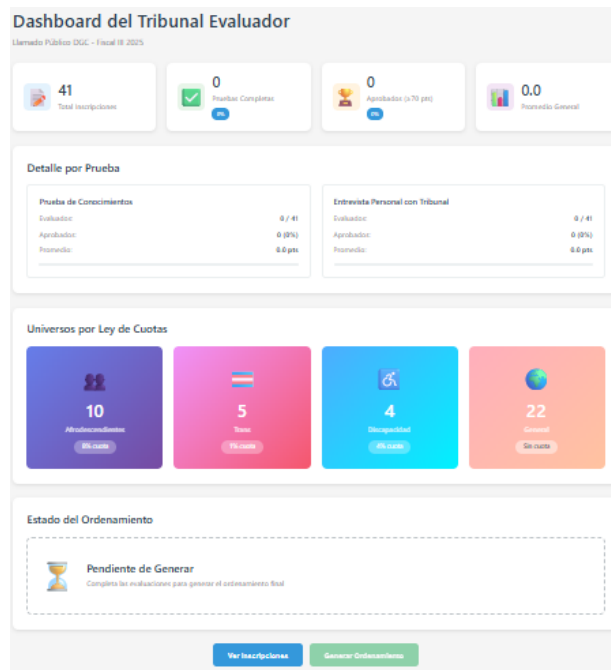 Dashboard del Tribunal Evaluador
Llamado Público DGC - Fiscal III 2025
41
Total Inscripciones
0
Pruebas Completas
0%
0
Aprobados (≥70 pts)
0%
0.0
Promedio General
Detalle por Prueba
Prueba de Conocimientos
Evaluados:
0 / 41
Aprobados:
0 (0%)
Promedio:
0.0 pts
Entrevista Personal con Tribunal
Evaluados:
0 / 41
Aprobados:
0 (0%)
Promedio:
0.0 pts
Universos por Ley de Cuotas
10
Afrodescendientes
8% cuota
5
Trans
1% cuota
4
Discapacidad
4% cuota
22
General
Sin cuota
Estado del Ordenamiento
Pendiente de Generar
Completa las evaluaciones para generar el ordenamiento final
Ver Inscripciones
Generar Ordenamiento